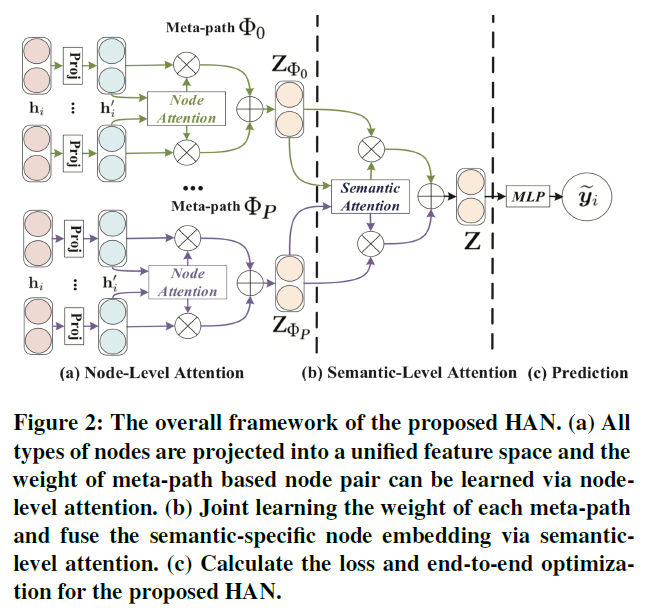 Meta-path Φ₀
Proj
hᵢ ... h′ᵢ
Node
Attention
Proj
Z_Φ₀
...
Meta-path Φ_P
Proj
hᵢ ... h′ᵢ
Node
Attention
Proj
Z_Φ_P
Semantic
Attention
Z
MLP
ỹᵢ
(a) Node-Level Attention
(b) Semantic-Level Attention
(c) Prediction
Figure 2: The overall framework of the proposed HAN. (a) All
types of nodes are projected into a unified feature space and the
weight of meta-path based node pair can be learned via node-
level attention. (b) Joint learning the weight of each meta-path
and fuse the semantic-specific node embedding via semantic-
level attention. (c) Calculate the loss and end-to-end optimiza-
tion for the proposed HAN.